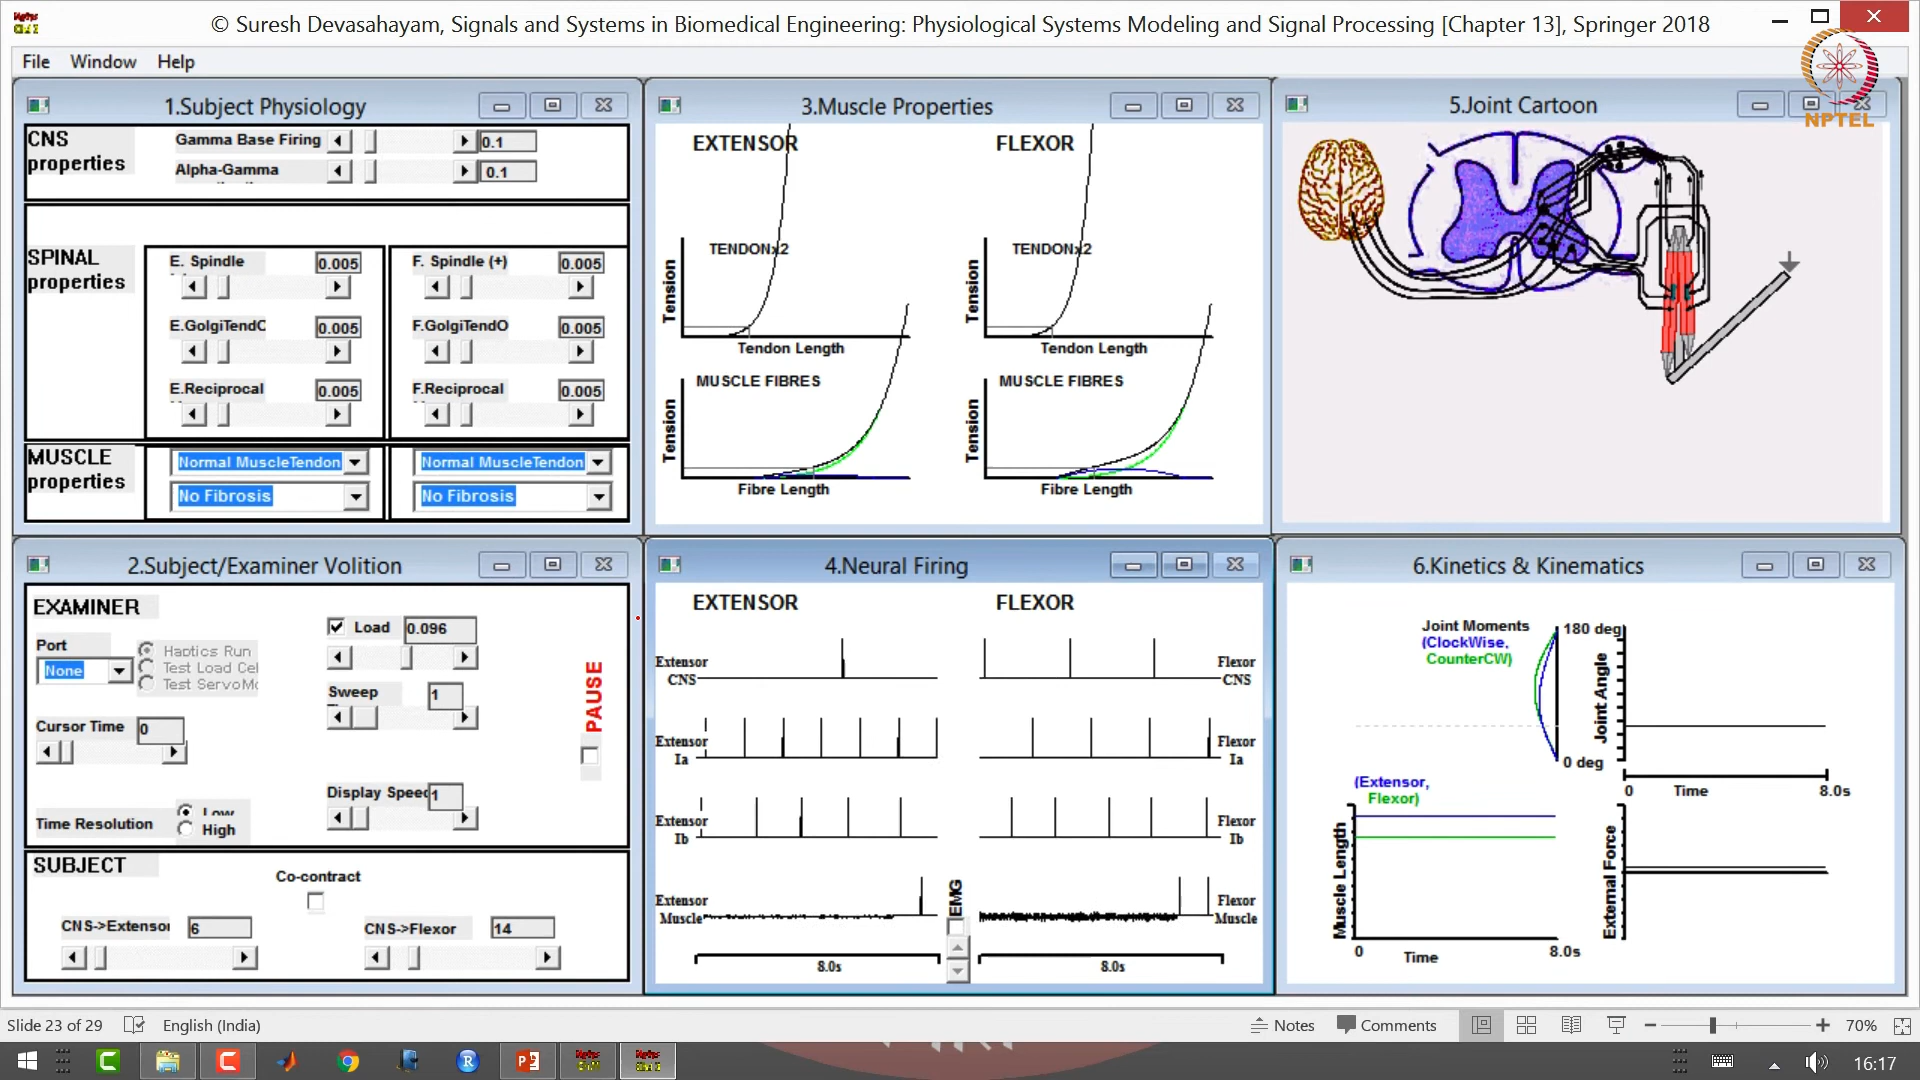 © Suresh Devasahayam, Signals and Systems in Biomedical Engineering: Physiological Systems Modeling and Signal Processing [Chapter 13], Springer 2018
File Window Help
NPTEL
1.Subject Physiology
CNS properties
Gamma Base Firing 0.1
Alpha-Gamma 0.1
SPINAL properties
E. Spindle 0.005
F. Spindle (+) 0.005
E.GolgiTendC 0.005
F.GolgiTendO 0.005
E.Reciprocal 0.005
F.Reciprocal 0.005
MUSCLE properties
Normal MuscleTendon
Normal MuscleTendon
No Fibrosis
No Fibrosis
3.Muscle Properties
EXTENSOR
FLEXOR
TENDONx2
TENDONx2
Tension
Tension
Tendon Length
Tendon Length
MUSCLE FIBRES
MUSCLE FIBRES
Tension
Tension
Fibre Length
Fibre Length
5.Joint Cartoon
2.Subject/Examiner Volition
EXAMINER
Port
None
Haptics Run
Test Load Cel
Test ServoMo
Load 0.096
Sweep
1
Cursor Time 0
PAUSE
Display Speed 1
Time Resolution
Low
High
SUBJECT
Co-contract
CNS->Extensor 6
CNS->Flexor 14
4.Neural Firing
EXTENSOR
FLEXOR
Extensor CNS
Flexor CNS
Extensor Ia
Flexor Ia
Extensor Ib
Flexor Ib
Extensor Muscle
EMG
Flexor Muscle
8.0s
8.0s
6.Kinetics & Kinematics
Joint Moments
(ClockWise,
CounterCW)
180 deg
Joint Angle
0 deg
0 Time 8.0s
(Extensor,
Flexor)
Muscle Length
0 Time 8.0s
External Force
Slide 23 of 29
English (India)
Notes
Comments
70%
16:17